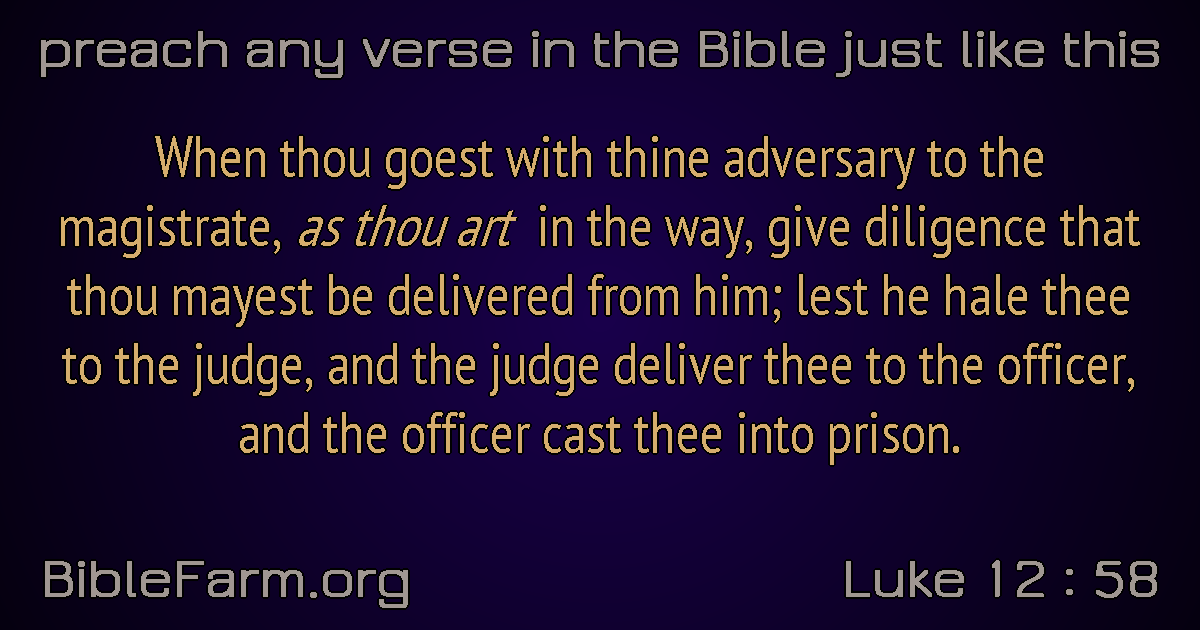 preach any verse in the Bible just like this
When thou goest with thine adversary to the
magistrate, as thou art in the way, give diligence that
thou mayest be delivered from him; lest he hale thee
to the judge, and the judge deliver thee to the officer,
and the officer cast thee into prison.
BibleFarm.org
Luke 12 : 58